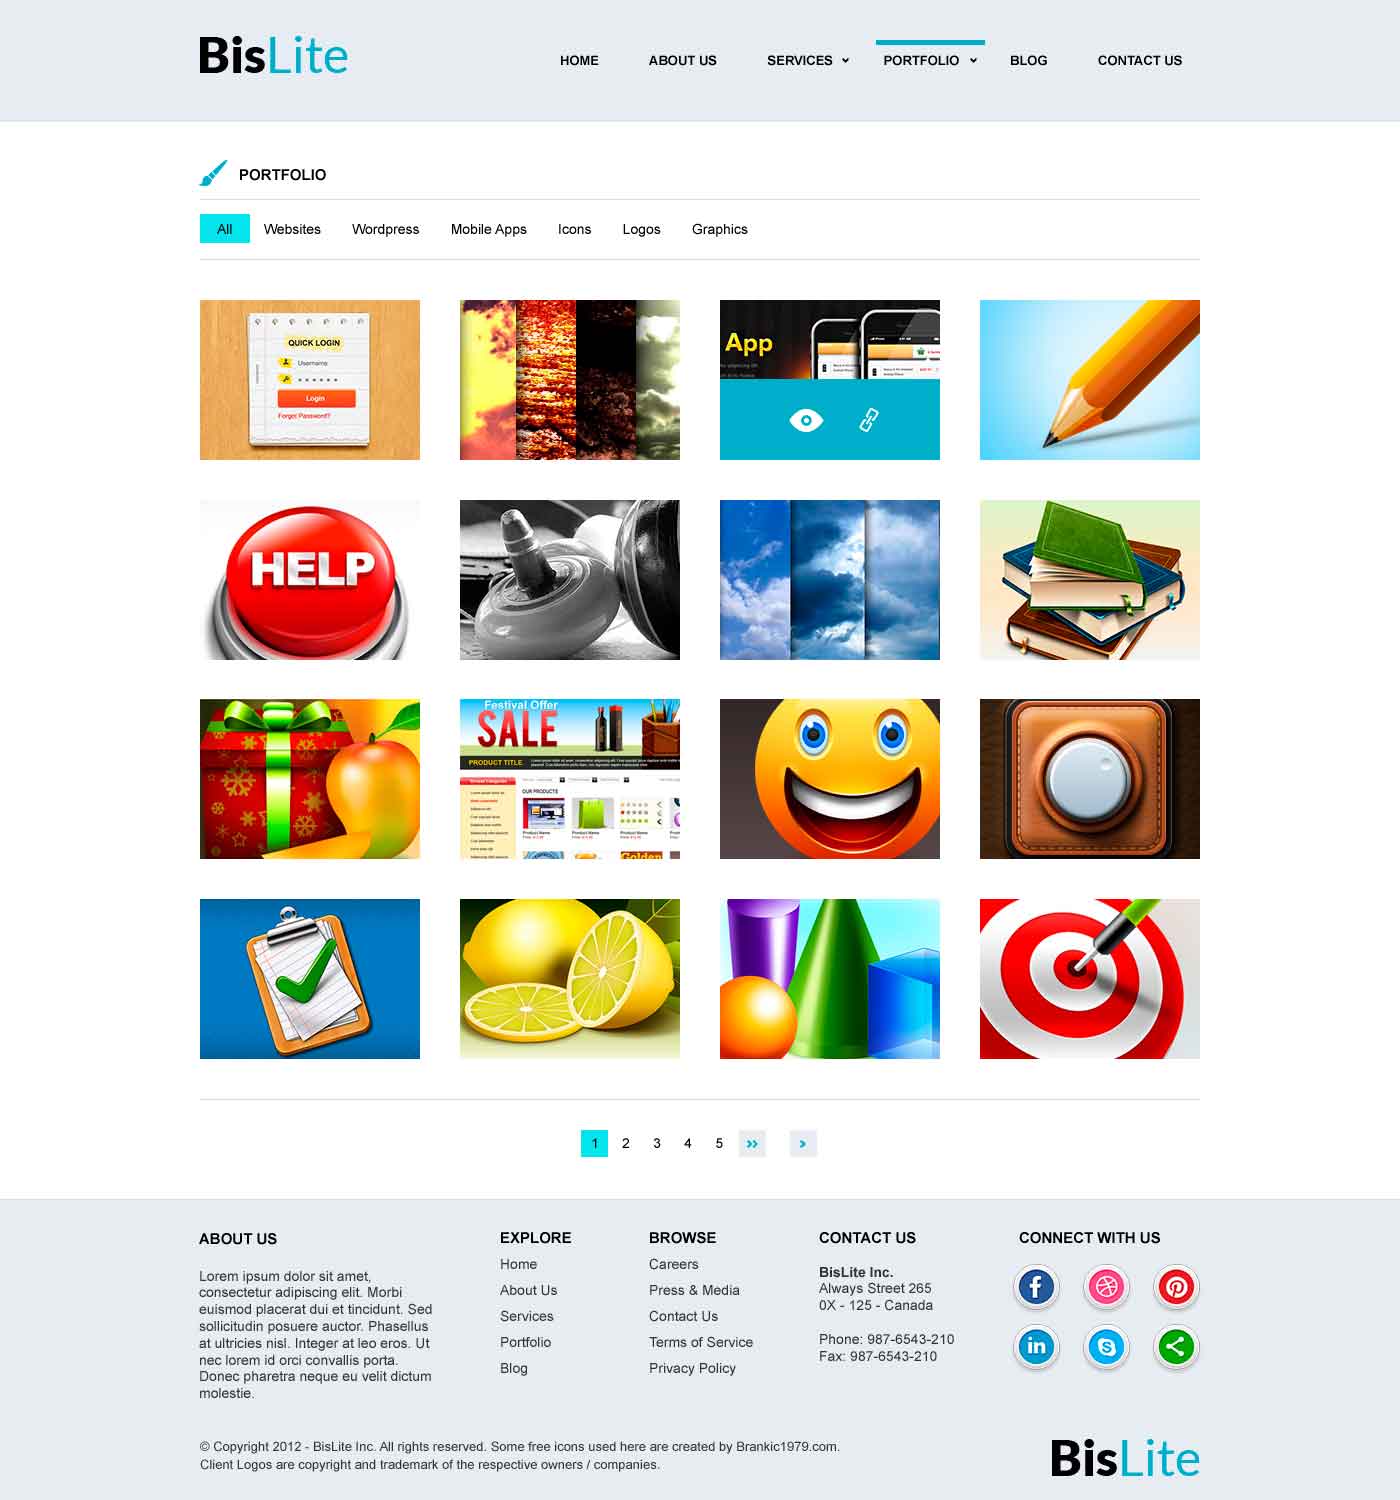 BisLite
HOME ABOUT US SERVICES PORTFOLIO BLOG CONTACT US
PORTFOLIO
All Websites Wordpress Mobile Apps Icons Logos Graphics
QUICK LOGIN
Username
Login
Forgot Password?
App
HELP
Festival Offer
SALE
PRODUCT TITLE
OUR PRODUCTS
Product Name Product Name Product Name
Golden
1 2 3 4 5
ABOUT US
Lorem ipsum dolor sit amet,
consectetur adipiscing elit. Morbi
euismod placerat dui et tincidunt. Sed
sollicitudin posuere auctor. Phasellus
at ultricies nisl. Integer at leo eros. Ut
nec lorem id orci convallis porta.
Donec pharetra neque eu velit dictum
molestie.
EXPLORE
Home
About Us
Services
Portfolio
Blog
BROWSE
Careers
Press & Media
Contact Us
Terms of Service
Privacy Policy
CONTACT US
BisLite Inc.
Always Street 265
0X - 125 - Canada
Phone: 987-6543-210
Fax: 987-6543-210
CONNECT WITH US
© Copyright 2012 - BisLite Inc. All rights reserved. Some free icons used here are created by Brankic1979.com.
Client Logos are copyright and trademark of the respective owners / companies.
BisLite